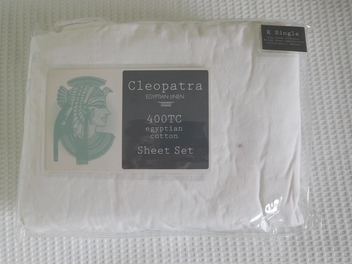 K Single
Cleopatra
EGYPTIAN LINEN
400TC
egyptian
cotton
Sheet Set